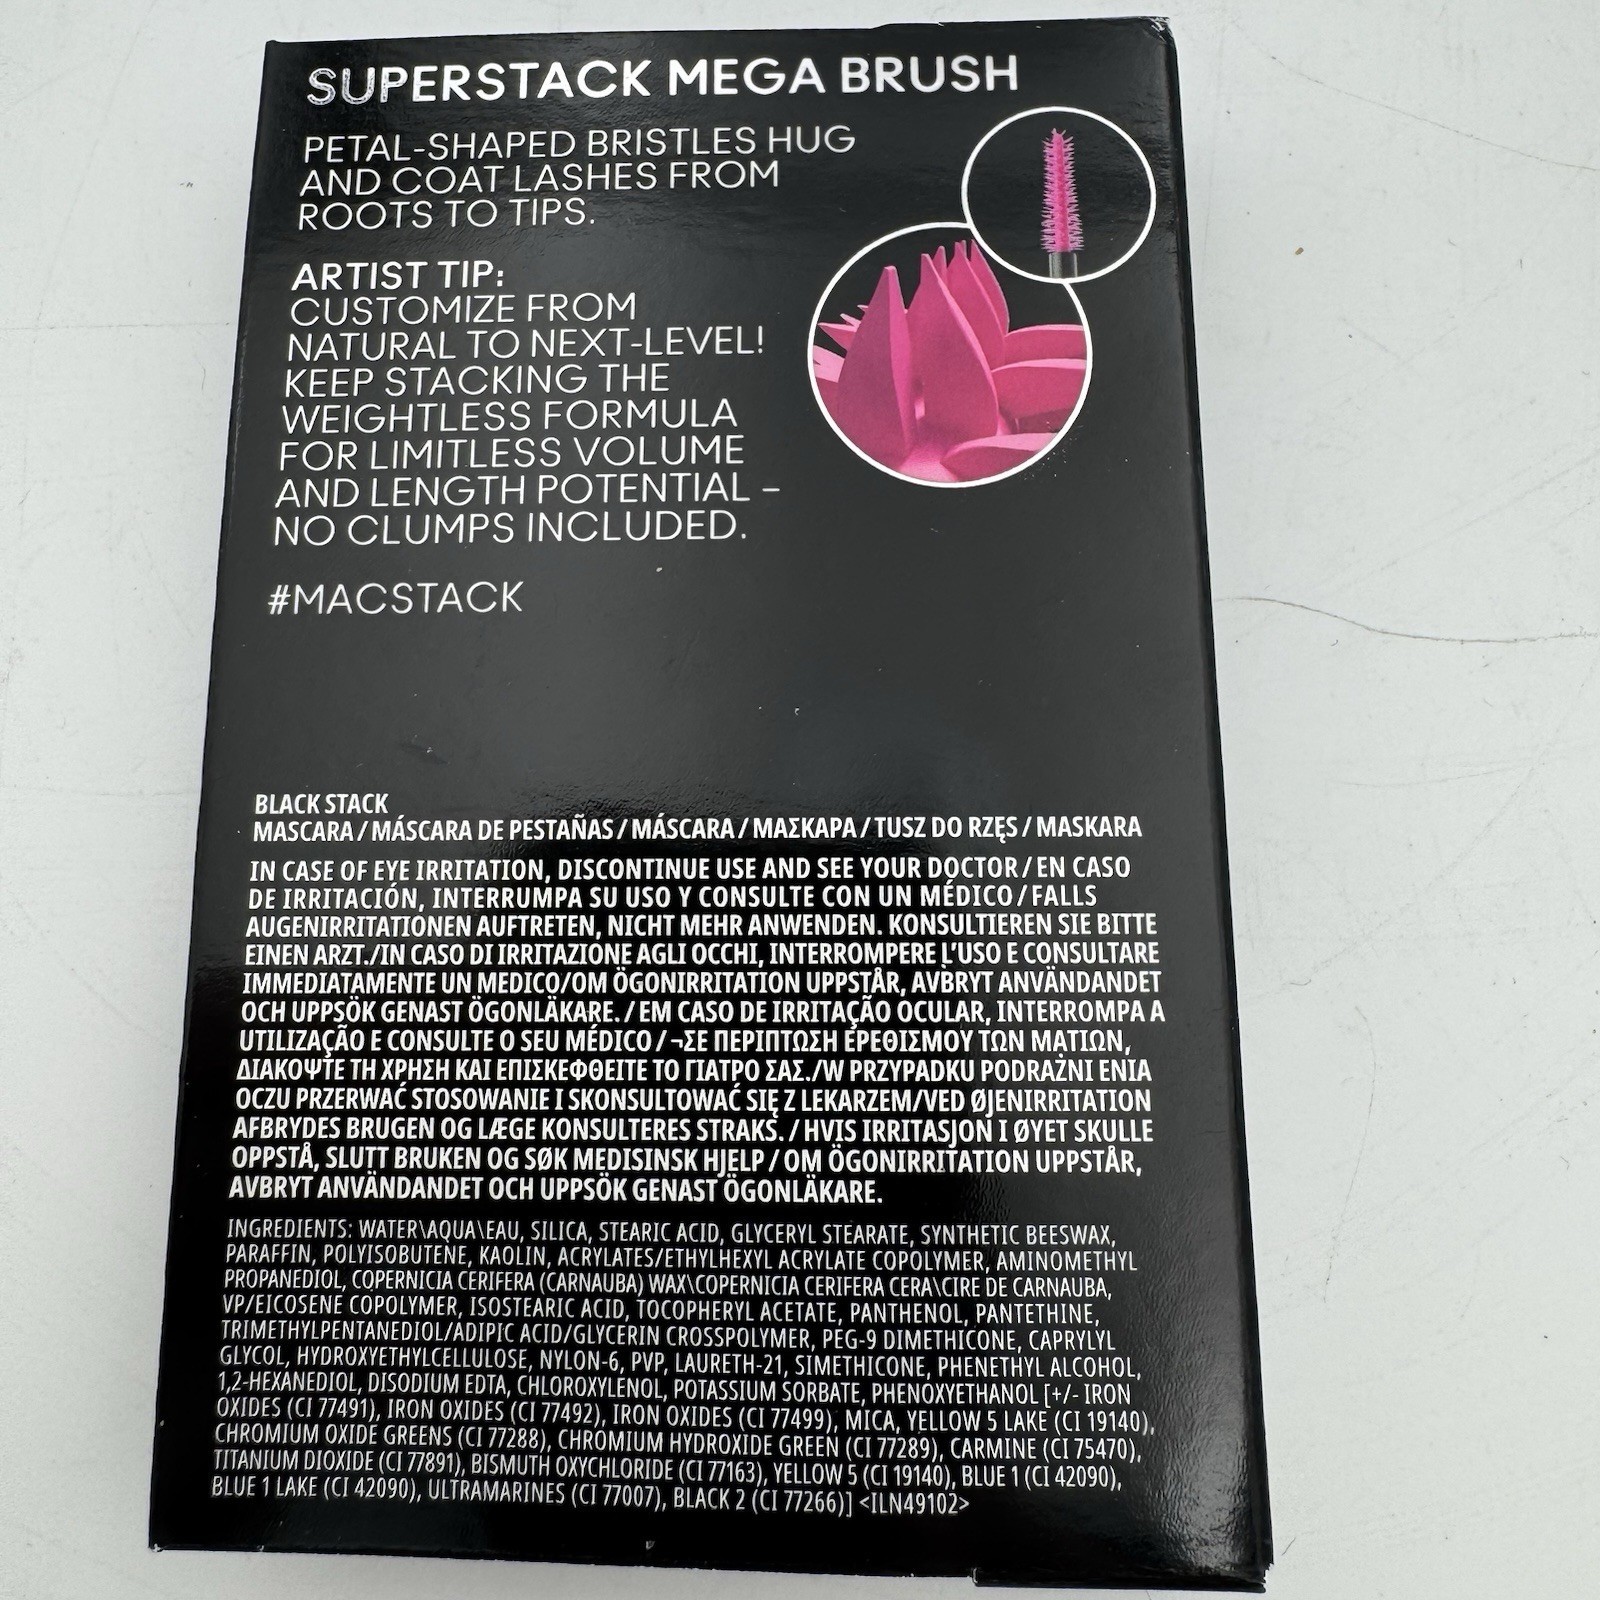 SUPERSTACK MEGA BRUSH
PETAL-SHAPED BRISTLES HUG
AND COAT LASHES FROM
ROOTS TO TIPS.
ARTIST TIP:
CUSTOMIZE FROM
NATURAL TO NEXT-LEVEL!
KEEP STACKING THE
WEIGHTLESS FORMULA
FOR LIMITLESS VOLUME
AND LENGTH POTENTIAL –
NO CLUMPS INCLUDED.
#MACSTACK
BLACK STACK
MASCARA / MÁSCARA DE PESTAÑAS / MÁSCARA / ΜΑΣΚΑΡΑ / TUSZ DO RZĘS / MASKARA
IN CASE OF EYE IRRITATION, DISCONTINUE USE AND SEE YOUR DOCTOR / EN CASO
DE IRRITACIÓN, INTERRUMPA SU USO Y CONSULTE CON UN MÉDICO / FALLS
AUGENIRRITATIONEN AUFTRETEN, NICHT MEHR ANWENDEN. KONSULTIEREN SIE BITTE
EINEN ARZT./IN CASO DI IRRITAZIONE AGLI OCCHI, INTERROMPERE L'USO E CONSULTARE
IMMEDIATAMENTE UN MEDICO/OM ÖGONIRRITATION UPPSTÅR, AVBRYT ANVÄNDANDET
OCH UPPSÖK GENAST ÖGONLÄKARE. / EM CASO DE IRRITAÇÃO OCULAR, INTERROMPA A
UTILIZAÇÃO E CONSULTE O SEU MÉDICO / ¬ΣΕ ΠΕΡΙΠΤΩΣΗ ΕΡΕΘΙΣΜΟΥ ΤΩΝ ΜΑΤΙΩΝ,
ΔΙΑΚΟΨΤΕ ΤΗ ΧΡΗΣΗ ΚΑΙ ΕΠΙΣΚΕΦΘΕΙΤΕ ΤΟ ΓΙΑΤΡΟ ΣΑΣ./W PRZYPADKU PODRAŻNI ENIA
OCZU PRZERWAĆ STOSOWANIE I SKONSULTOWAĆ SIĘ Z LEKARZEM/VED ØJENIRRITATION
AFBRYDES BRUGEN OG LÆGE KONSULTERES STRAKS. / HVIS IRRITASJON I ØYET SKULLE
OPPSTÅ, SLUTT BRUKEN OG SØK MEDISINSK HJELP / OM ÖGONIRRITATION UPPSTÅR,
AVBRYT ANVÄNDANDET OCH UPPSÖK GENAST ÖGONLÄKARE.
INGREDIENTS: WATER\AQUA\EAU, SILICA, STEARIC ACID, GLYCERYL STEARATE, SYNTHETIC BEESWAX,
PARAFFIN, POLYISOBUTENE, KAOLIN, ACRYLATES/ETHYLHEXYL ACRYLATE COPOLYMER, AMINOMETHYL
PROPANEDIOL, COPERNICIA CERIFERA (CARNAUBA) WAX\COPERNICIA CERIFERA CERA\CIRE DE CARNAUBA,
VP/EICOSENE COPOLYMER, ISOSTEARIC ACID, TOCOPHERYL ACETATE, PANTHENOL, PANTETHINE,
TRIMETHYLPENTANEDIOL/ADIPIC ACID/GLYCERIN CROSSPOLYMER, PEG-9 DIMETHICONE, CAPRYLYL
GLYCOL, HYDROXYETHYLCELLULOSE, NYLON-6, PVP, LAURETH-21, SIMETHICONE, PHENETHYL ALCOHOL,
1,2-HEXANEDIOL, DISODIUM EDTA, CHLOROXYLENOL, POTASSIUM SORBATE, PHENOXYETHANOL [+/- IRON
OXIDES (CI 77491), IRON OXIDES (CI 77492), IRON OXIDES (CI 77499), MICA, YELLOW 5 LAKE (CI 19140),
CHROMIUM OXIDE GREENS (CI 77288), CHROMIUM HYDROXIDE GREEN (CI 77289), CARMINE (CI 75470),
TITANIUM DIOXIDE (CI 77891), BISMUTH OXYCHLORIDE (CI 77163), YELLOW 5 (CI 19140), BLUE 1 (CI 42090),
BLUE 1 LAKE (CI 42090), ULTRAMARINES (CI 77007), BLACK 2 (CI 77266)] <ILN49102>